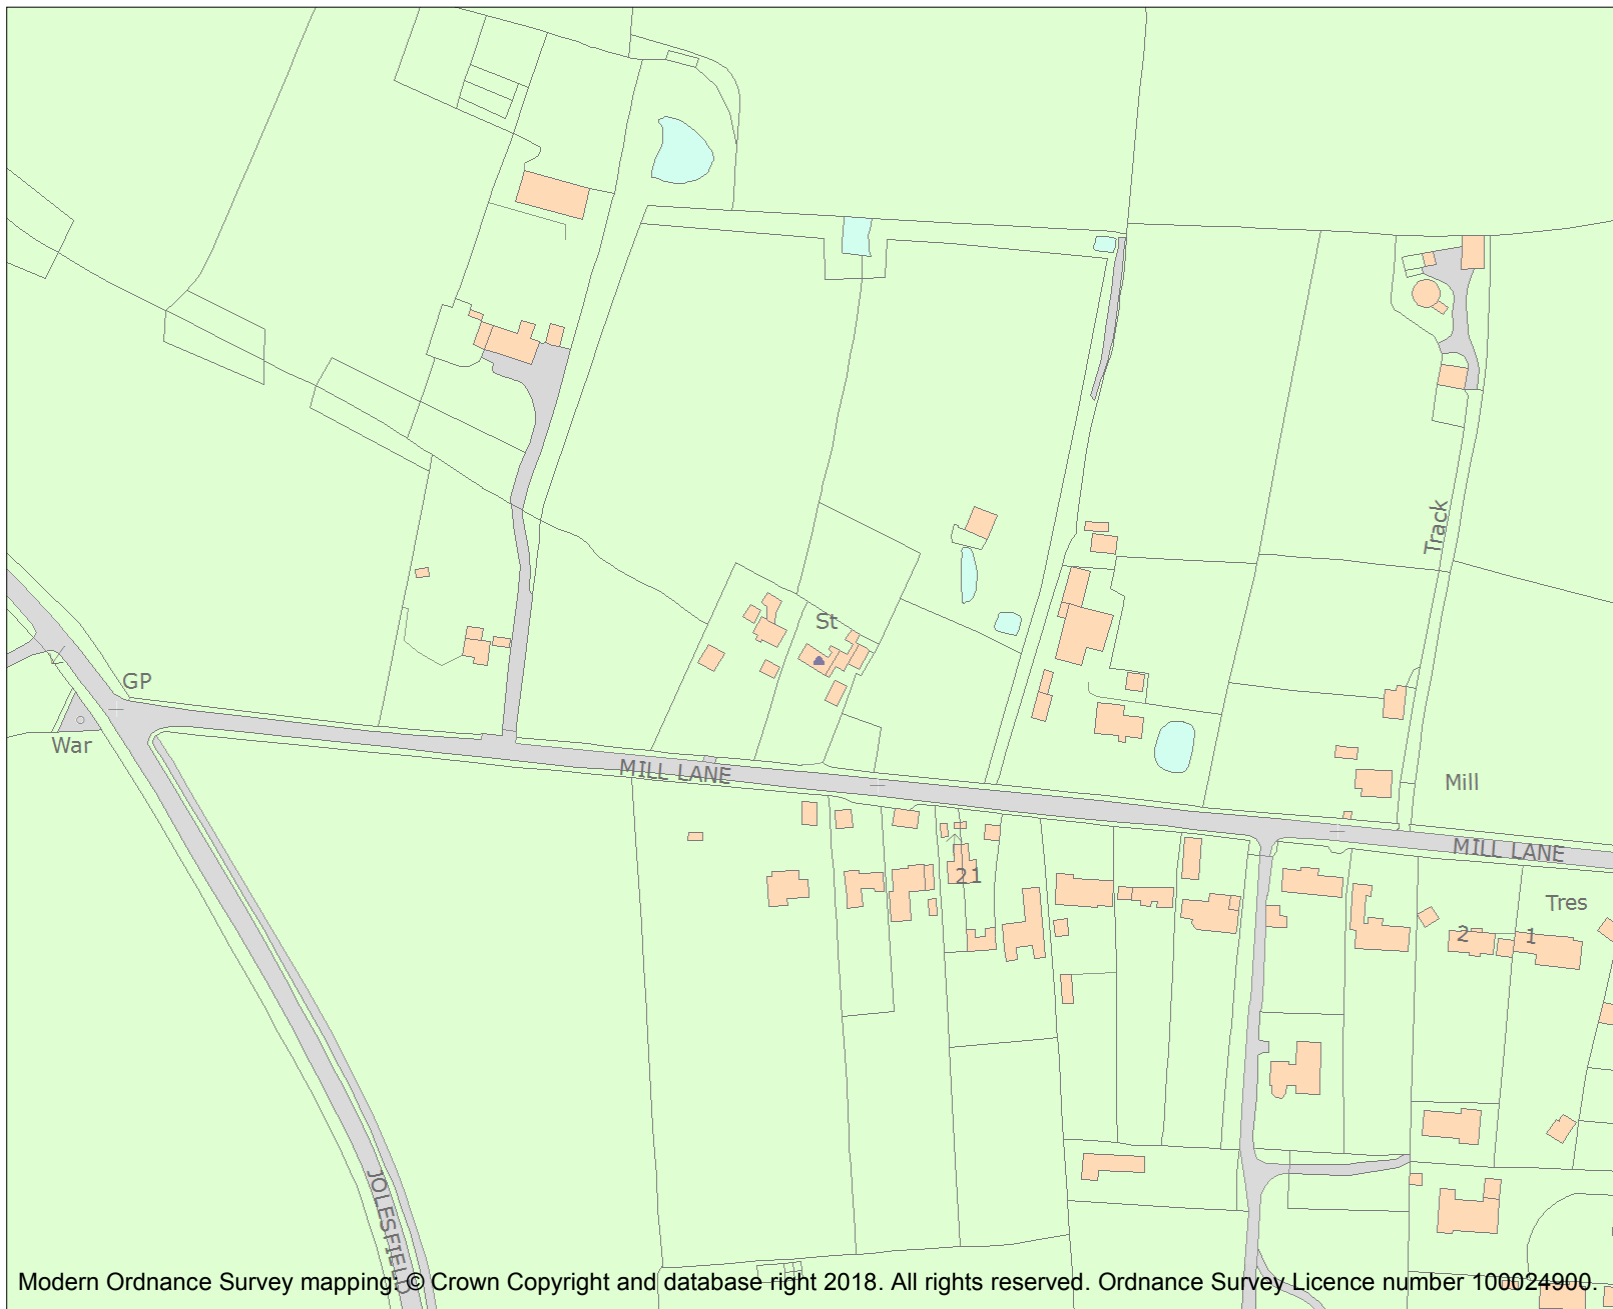 Track
St
GP
War
MILL LANE
Mill
MILL LANE
21
Tres
2
1
JOLESFIELD
Modern Ordnance Survey mapping: © Crown Copyright and database right 2018. All rights reserved. Ordnance Survey Licence number 100024900.